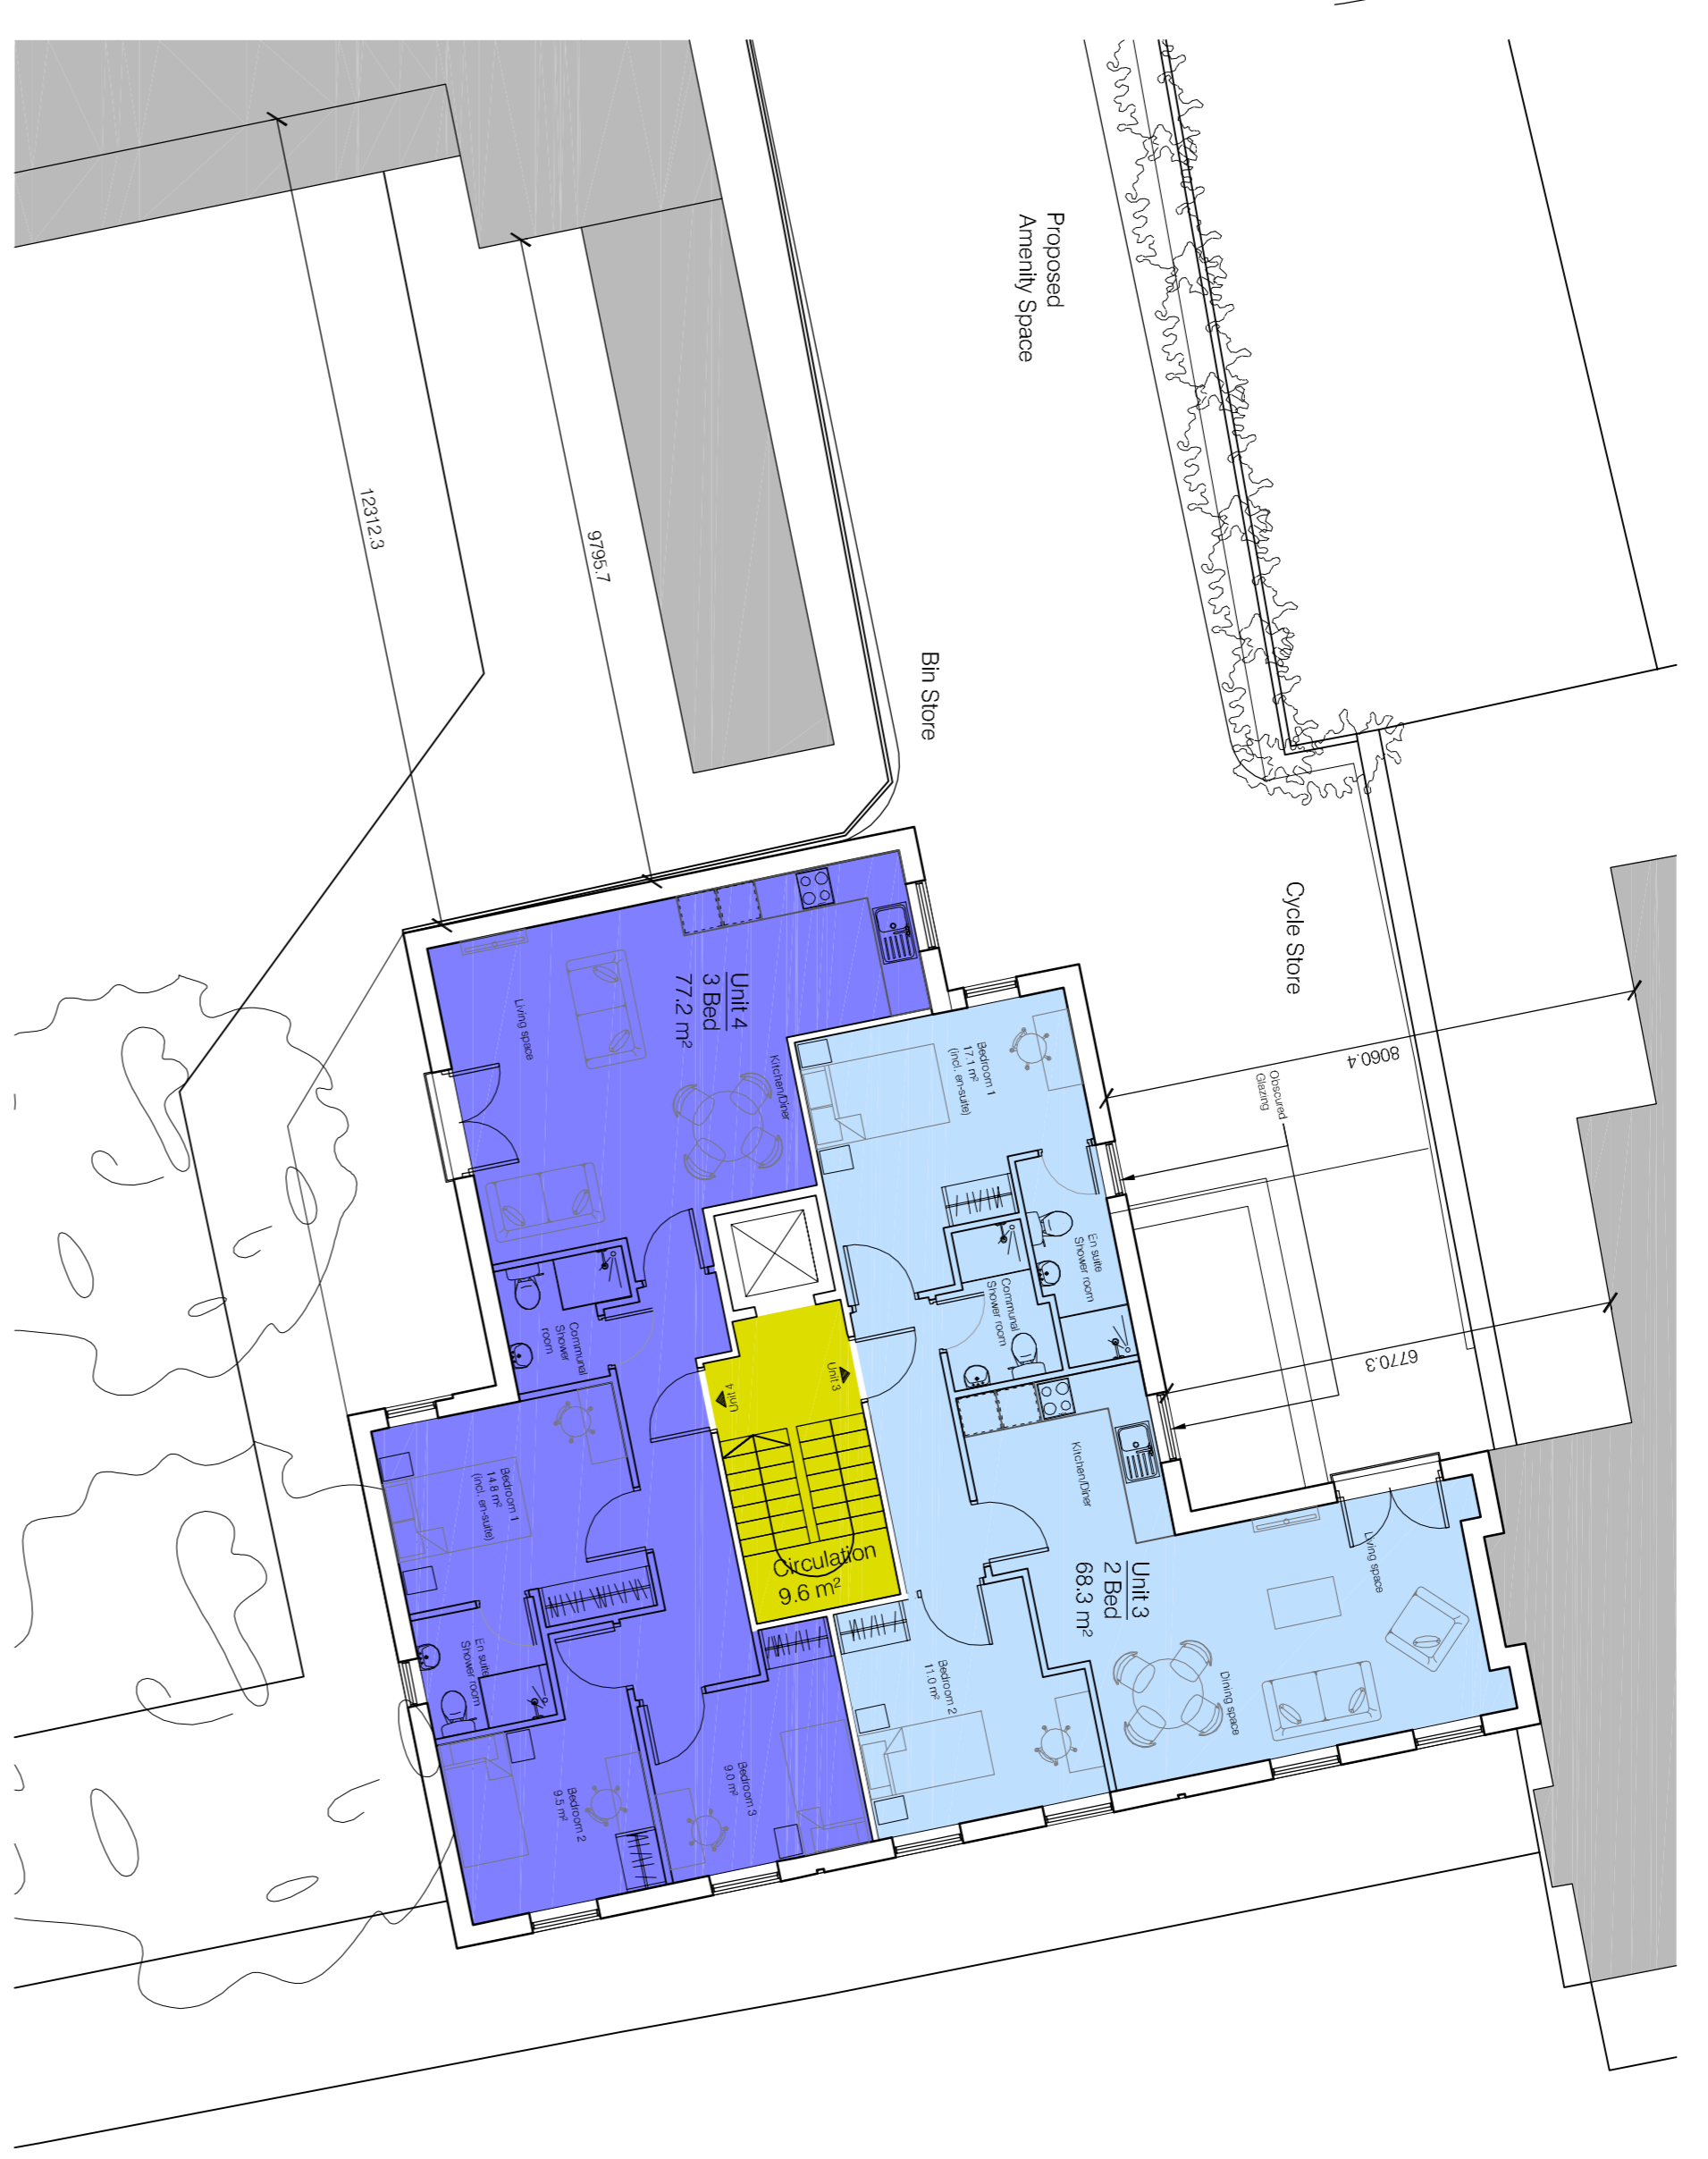 Proposed
Amenity Space
12312.3
9795.7
Bin Store
Cycle Store
8060.4
Obscured
Glazing
6770.3
Unit 4
3 Bed
77.2 m²
Living space
Kitchen/Diner
Bedroom 1
17.1 m²
(incl. en-suite)
En suite
Shower room
Communal
Shower room
Communal
Shower
room
Unit 3
Unit 4
Circulation
9.6 m²
Kitchen/Diner
Living space
Unit 3
2 Bed
68.3 m²
Dining space
Bedroom 1
14.8 m²
(incl. en-suite)
En suite
Shower room
Bedroom 2
11.0 m²
Bedroom 3
9.0 m²
Bedroom 2
9.5 m²